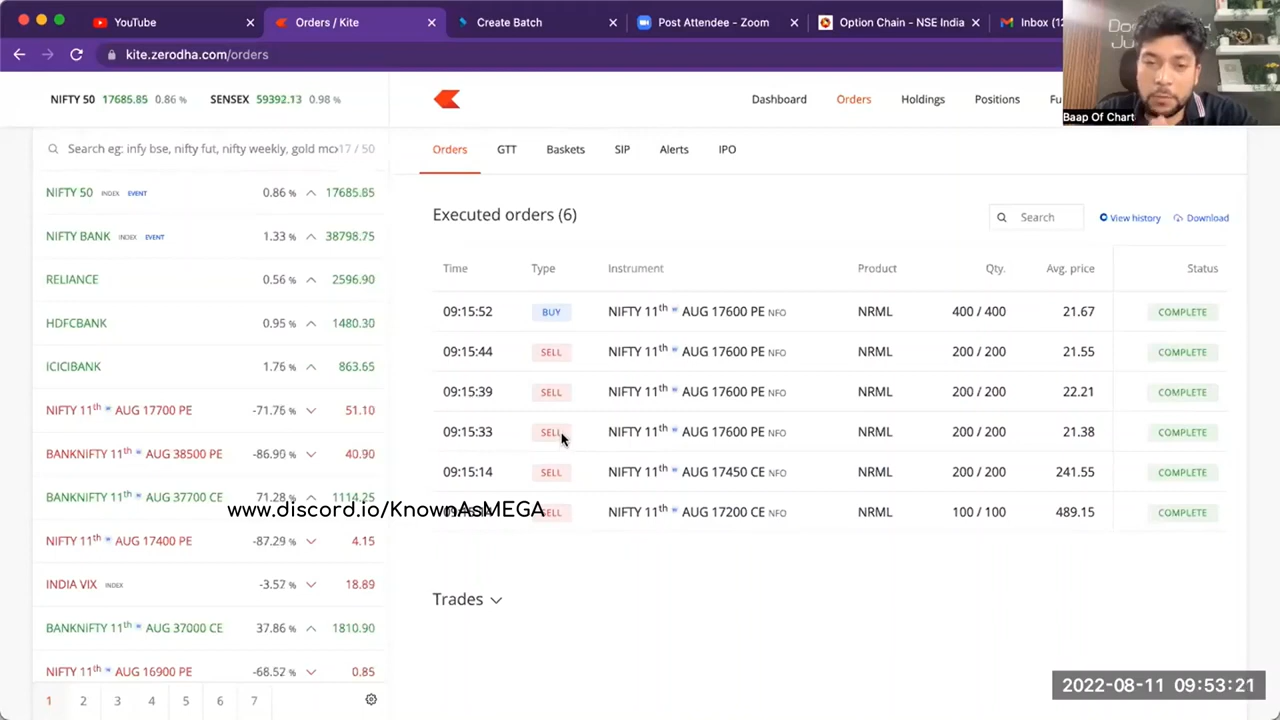 YouTube
Orders / Kite
Create Batch
Post Attendee - Zoom
Option Chain - NSE India
Inbox (12
kite.zerodha.com/orders
Baap Of Chart
NIFTY 50 17685.85 0.86 %
SENSEX 59392.13 0.98 %
Dashboard
Orders
Holdings
Positions
Fu
Search eg: infy bse, nifty fut, nifty weekly, gold mcx
17 / 50
Orders
GTT
Baskets
SIP
Alerts
IPO
NIFTY 50 INDEX EVENT 0.86 % 17685.85
NIFTY BANK INDEX EVENT 1.33 % 38798.75
RELIANCE 0.56 % 2596.90
HDFCBANK 0.95 % 1480.30
ICICIBANK 1.76 % 863.65
NIFTY 11th w AUG 17700 PE -71.76 % 51.10
BANKNIFTY 11th w AUG 38500 PE -86.90 % 40.90
BANKNIFTY 11th w AUG 37700 CE 71.28 % 1114.25
NIFTY 11th w AUG 17400 PE -87.29 % 4.15
INDIA VIX INDEX -3.57 % 18.89
BANKNIFTY 11th w AUG 37000 CE 37.86 % 1810.90
NIFTY 11th w AUG 16900 PE -68.52 % 0.85
1 2 3 4 5 6 7
Executed orders (6)
Search
View history
Download
Time Type Instrument Product Qty. Avg. price Status
09:15:52 BUY NIFTY 11th w AUG 17600 PE NFO NRML 400 / 400 21.67 COMPLETE
09:15:44 SELL NIFTY 11th w AUG 17600 PE NFO NRML 200 / 200 21.55 COMPLETE
09:15:39 SELL NIFTY 11th w AUG 17600 PE NFO NRML 200 / 200 22.21 COMPLETE
09:15:33 SELL NIFTY 11th w AUG 17600 PE NFO NRML 200 / 200 21.38 COMPLETE
09:15:14 SELL NIFTY 11th w AUG 17450 CE NFO NRML 200 / 200 241.55 COMPLETE
SELL NIFTY 11th w AUG 17200 CE NFO NRML 100 / 100 489.15 COMPLETE
www.discord.io/KnownAsMEGA
Trades
2022-08-11 09:53:21